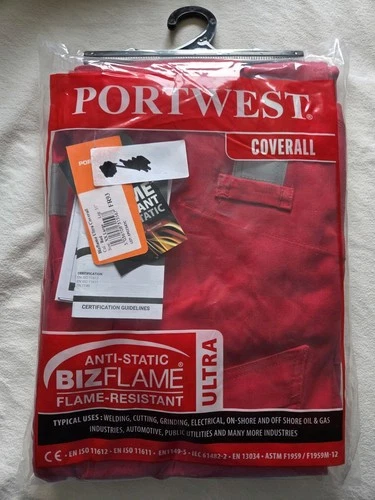 PORTWEST®
COVERALL
CERTIFICATION
CERTIFICATION GUIDELINES
ANTI-STATIC
BIZFLAME®
FLAME-RESISTANT
ULTRA
TYPICAL USES : WELDING, CUTTING, GRINDING, ELECTRICAL, ON-SHORE AND OFF SHORE OIL & GAS
INDUSTRIES, AUTOMOTIVE, PUBLIC UTILITIES AND MANY MORE INDUSTRIES
CE - EN ISO 11612 - EN ISO 11611 - EN1149-5 - IEC 61482-2 - EN 13034 - ASTM F1959 / F1959M-12